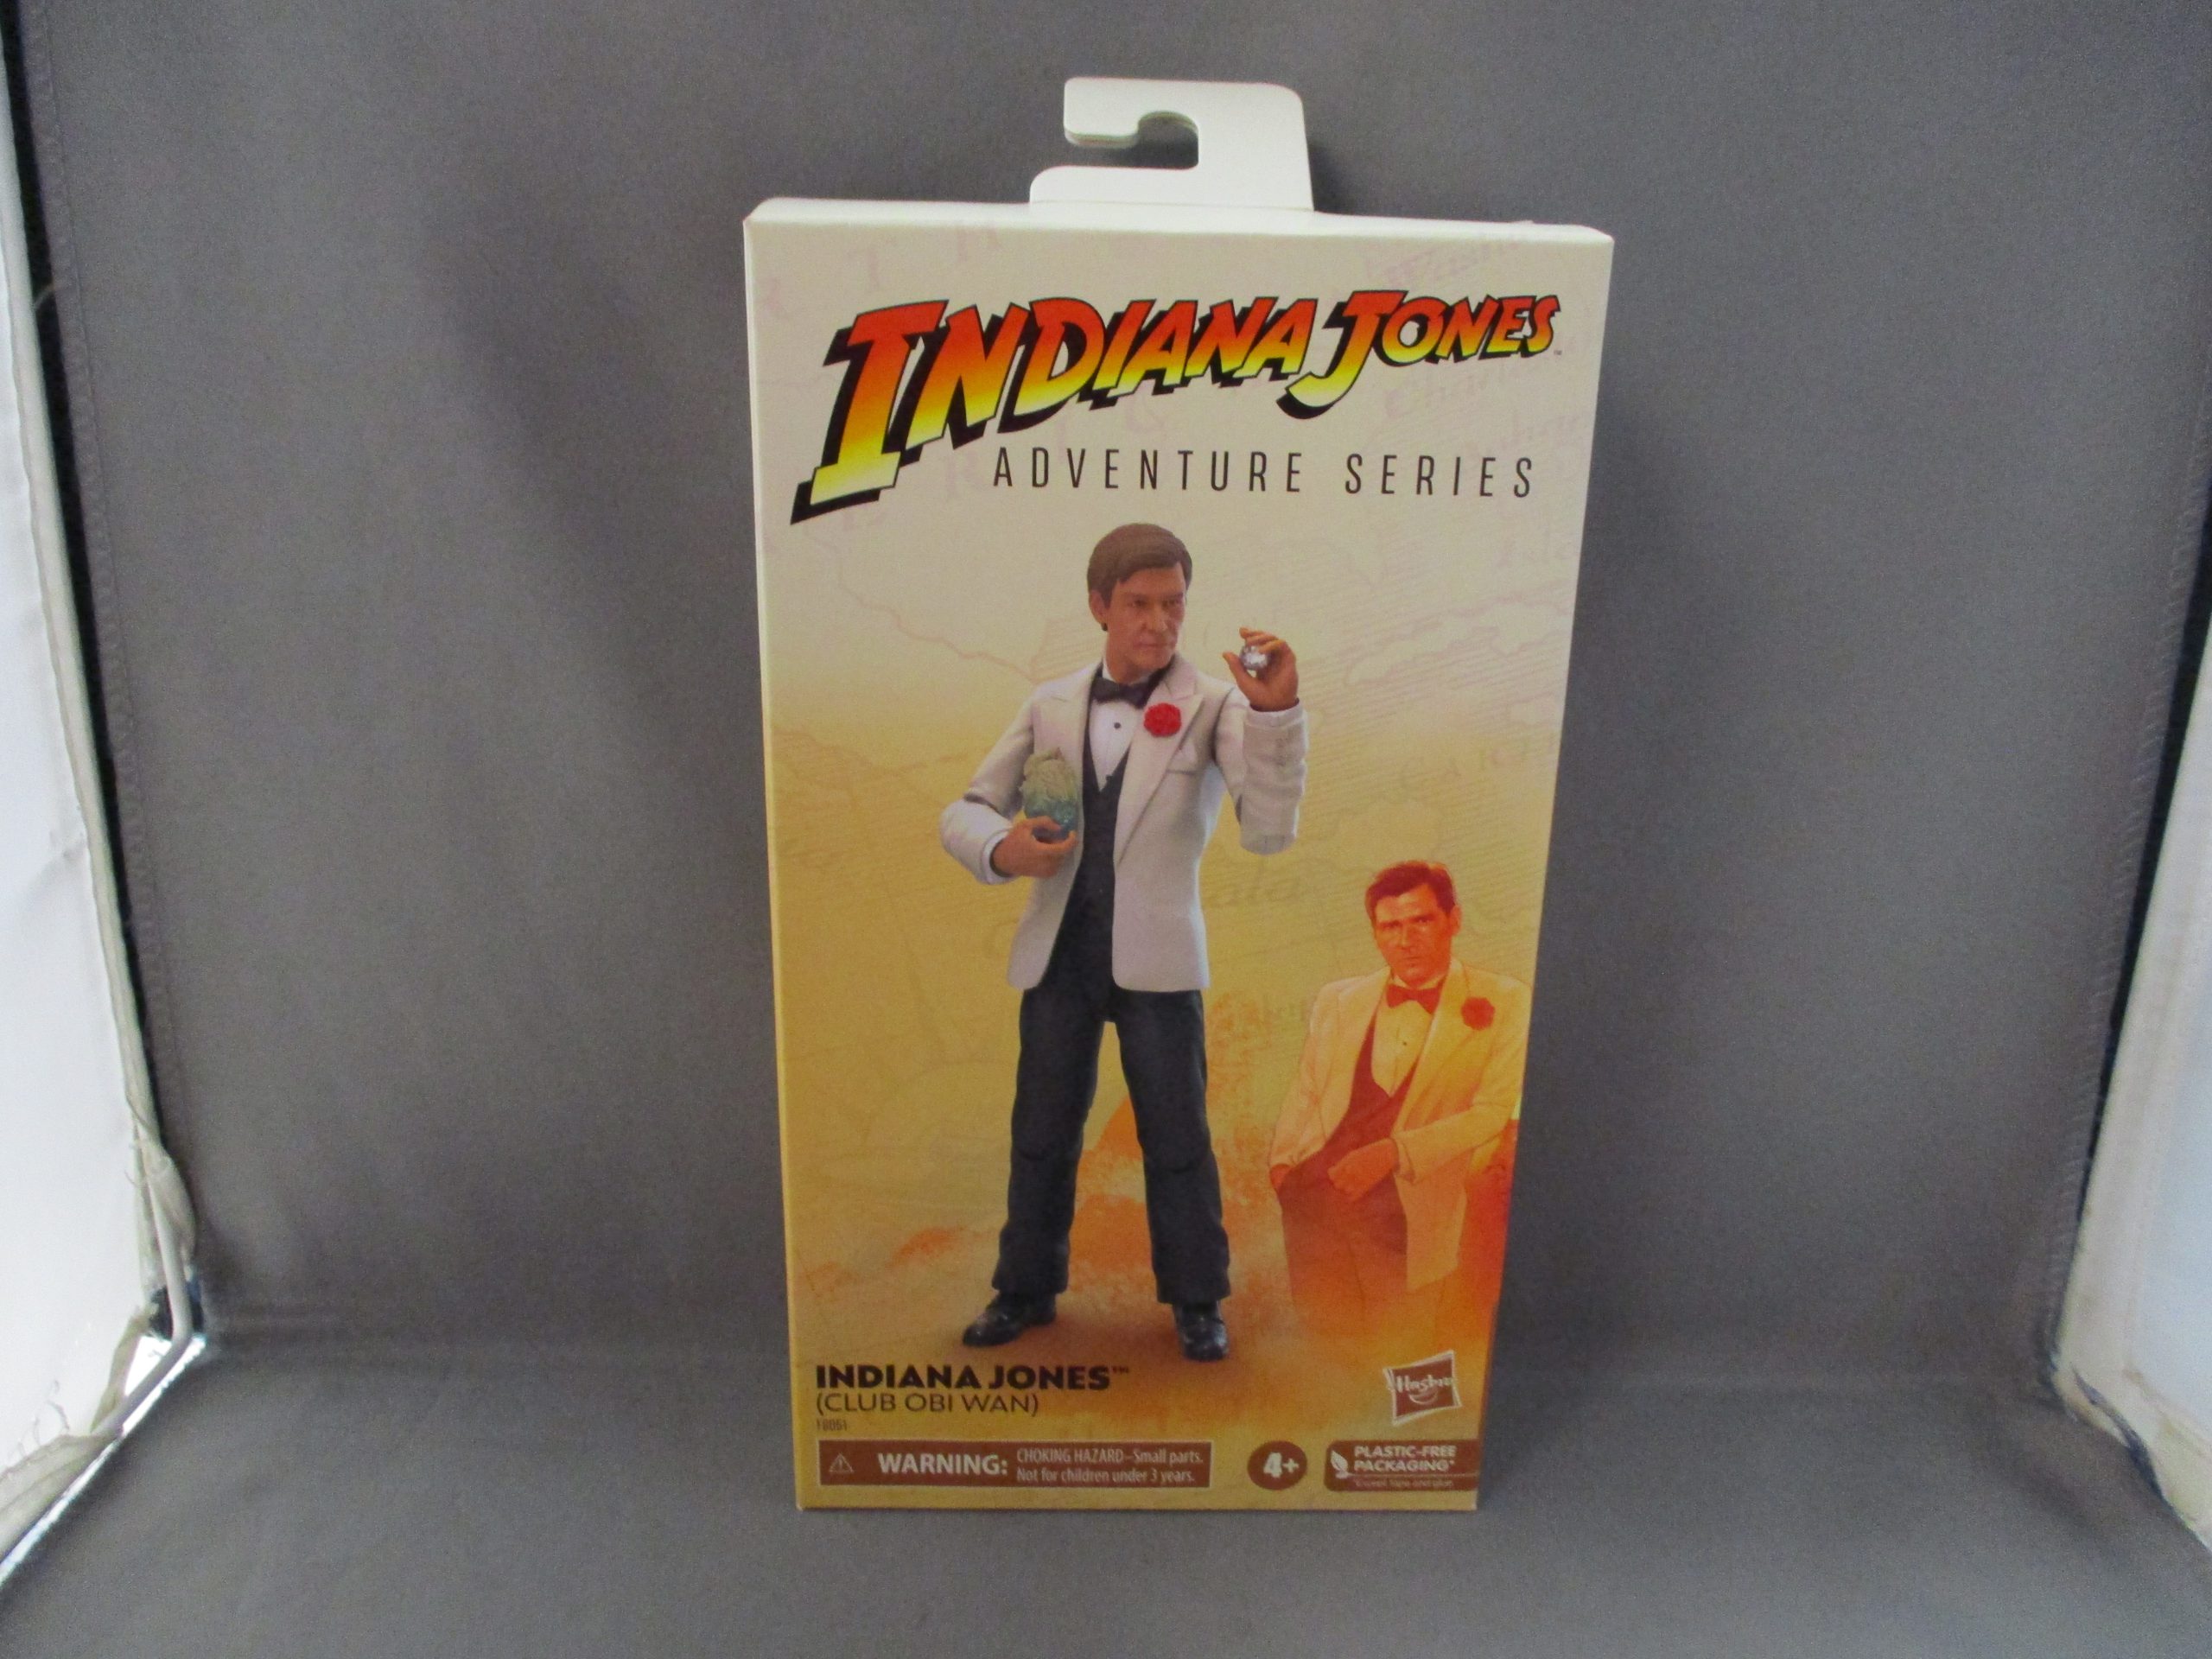 INDIANA JONES
ADVENTURE SERIES
INDIANA JONES™
(CLUB OBI WAN)
Hasbro
WARNING: CHOKING HAZARD–Small parts.
Not for children under 3 years.
4+
PLASTIC-FREE
PACKAGING*